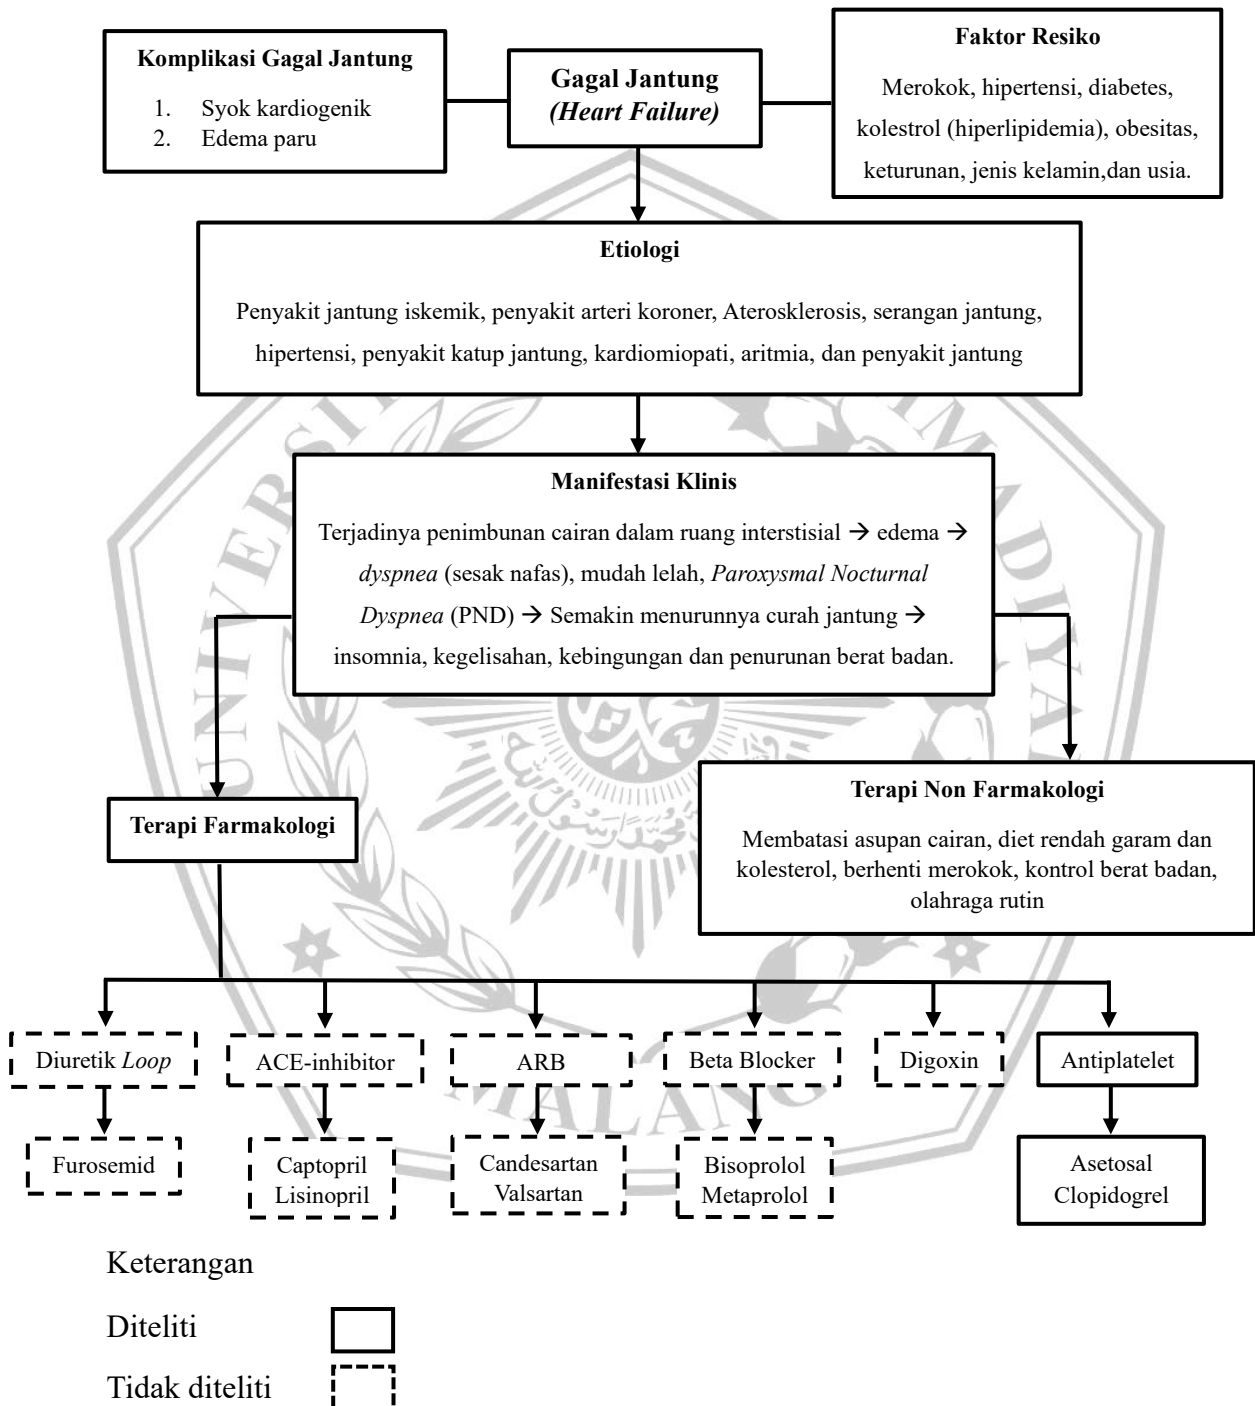 Komplikasi Gagal Jantung
1. Syok kardiogenik
2. Edema paru
Gagal Jantung
(Heart Failure)
Faktor Resiko
Merokok, hipertensi, diabetes,
kolestrol (hiperlipidemia), obesitas,
keturunan, jenis kelamin,dan usia.
Etiologi
Penyakit jantung iskemik, penyakit arteri koroner, Aterosklerosis, serangan jantung,
hipertensi, penyakit katup jantung, kardiomiopati, aritmia, dan penyakit jantung
Manifestasi Klinis
Terjadinya penimbunan cairan dalam ruang interstisial → edema →
dyspnea (sesak nafas), mudah lelah, Paroxysmal Nocturnal
Dyspnea (PND) → Semakin menurunnya curah jantung →
insomnia, kegelisahan, kebingungan dan penurunan berat badan.
Terapi Farmakologi
Terapi Non Farmakologi
Membatasi asupan cairan, diet rendah garam dan
kolesterol, berhenti merokok, kontrol berat badan,
olahraga rutin
Diuretik Loop
ACE-inhibitor
ARB
Beta Blocker
Digoxin
Antiplatelet
Furosemid
Captopril
Lisinopril
Candesartan
Valsartan
Bisoprolol
Metaprolol
Asetosal
Clopidogrel
MALANG
Keterangan
Diteliti
Tidak diteliti